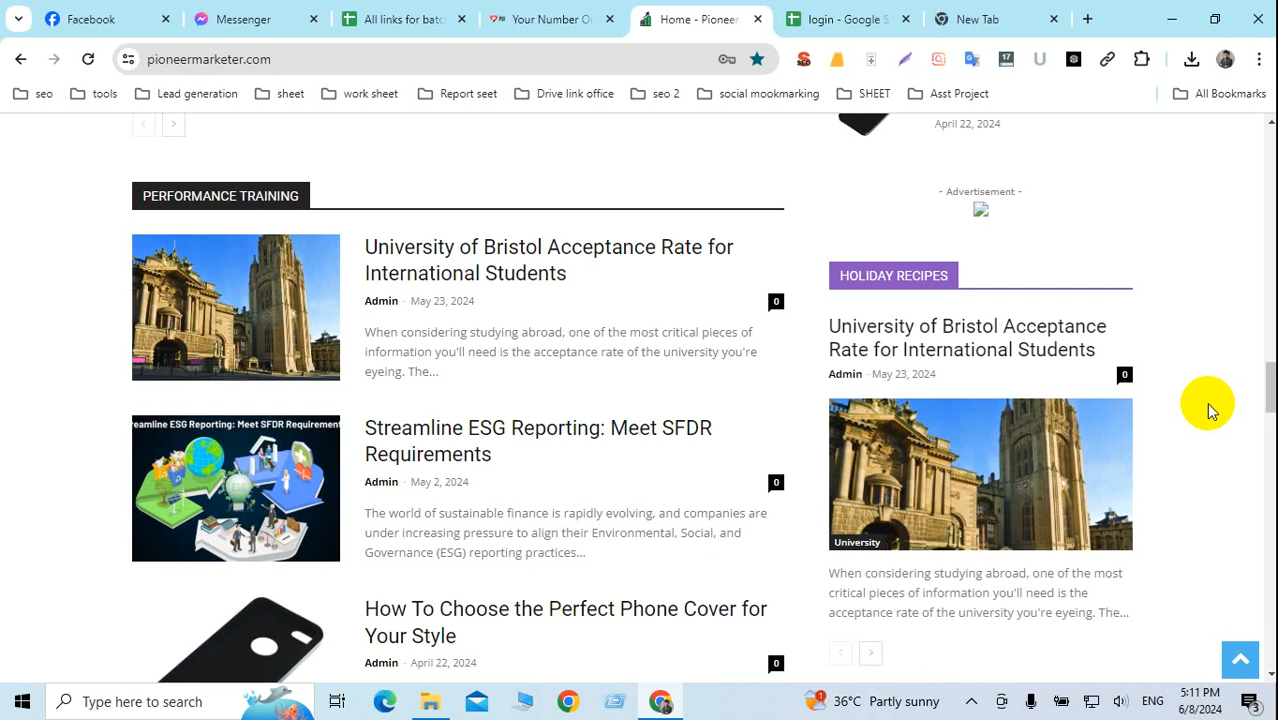 Facebook
Messenger
All links for batc
Your Number On
Home - Pioneer
login - Google S
New Tab
pioneermarketer.com
17
seo
tools
Lead generation
sheet
work sheet
Report seet
Drive link office
seo 2
social mookmarking
SHEET
Asst Project
All Bookmarks
April 22, 2024
- Advertisement -
PERFORMANCE TRAINING
University of Bristol Acceptance Rate for
International Students
Admin - May 23, 2024
0
When considering studying abroad, one of the most critical pieces of
information you'll need is the acceptance rate of the university you're
eyeing. The...
reamline ESG Reporting: Meet SFDR Requiremen
Streamline ESG Reporting: Meet SFDR
Requirements
Admin - May 2, 2024
0
The world of sustainable finance is rapidly evolving, and companies are
under increasing pressure to align their Environmental, Social, and
Governance (ESG) reporting practices...
How To Choose the Perfect Phone Cover for
Your Style
Admin - April 22, 2024
0
HOLIDAY RECIPES
University of Bristol Acceptance
Rate for International Students
Admin - May 23, 2024
0
University
When considering studying abroad, one of the most
critical pieces of information you'll need is the
acceptance rate of the university you're eyeing. The...
Type here to search
1
36°C Partly sunny
ENG
5:11 PM
6/8/2024
3